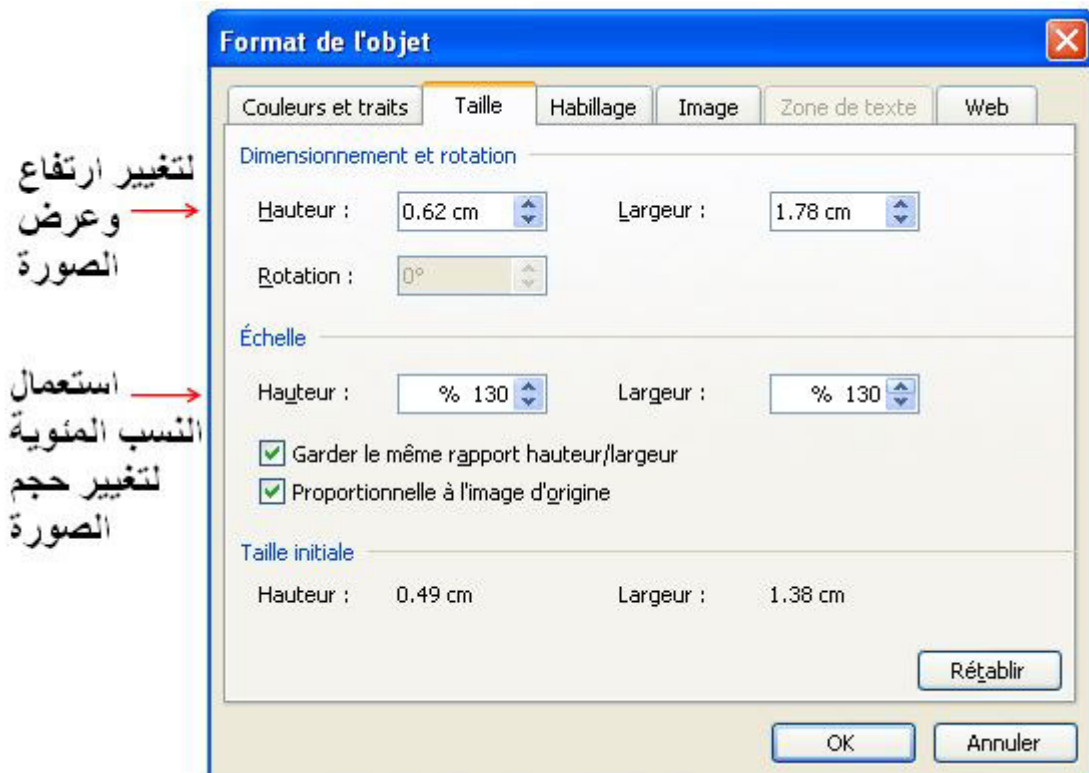 Format de l'objet
Couleurs et traits Taille Habillage Image Zone de texte Web
Dimensionnement et rotation
لتغيير ارتفاع
وعرض
الصورة
Hauteur : 0.62 cm Largeur : 1.78 cm
Rotation : 0°
Échelle
استعمال
النسب المئوية
لتغيير حجم
الصورة
Hauteur : % 130 Largeur : % 130
Garder le même rapport hauteur/largeur
Proportionnelle à l'image d'origine
Taille initiale
Hauteur : 0.49 cm Largeur : 1.38 cm
Rétablir
OK Annuler